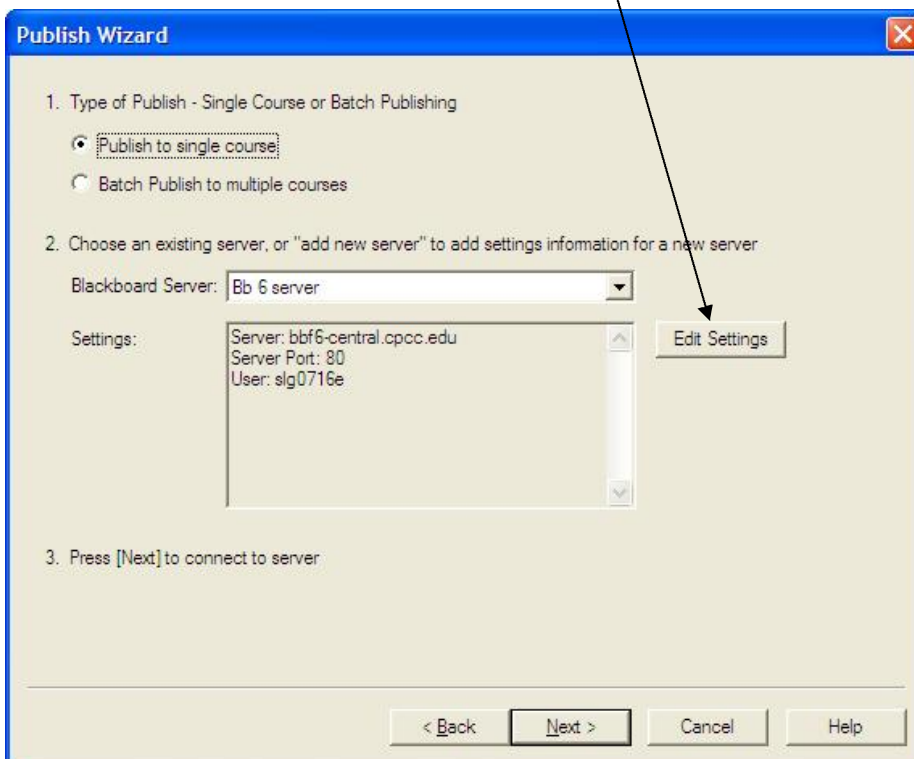 Publish Wizard
1. Type of Publish - Single Course or Batch Publishing
Publish to single course
Batch Publish to multiple courses
2. Choose an existing server, or "add new server" to add settings information for a new server
Blackboard Server: Bb 6 server
Settings:
Server: bbf6-central.cpcc.edu
Server Port: 80
User: slg0716e
Edit Settings
3. Press [Next] to connect to server
< Back
Next >
Cancel
Help